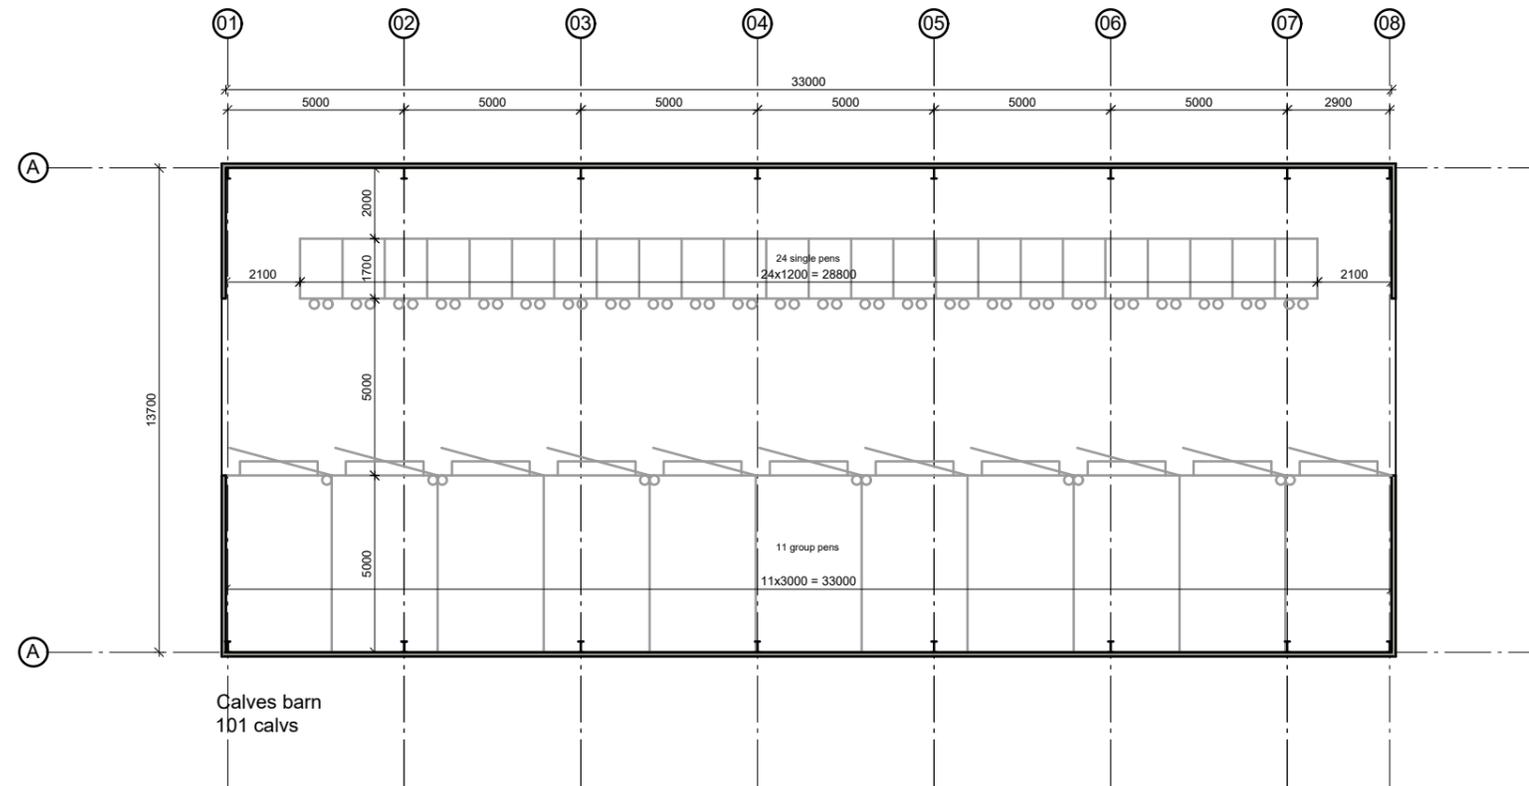 01 02 03 04 05 06 07 08
33000
5000 5000 5000 5000 5000 5000 2900
A
2000
24 single pens
2100 1700 24x1200 = 28800 2100
13700
5000
11 group pens
5000
11x3000 = 33000
A
Calves barn
101 calvs